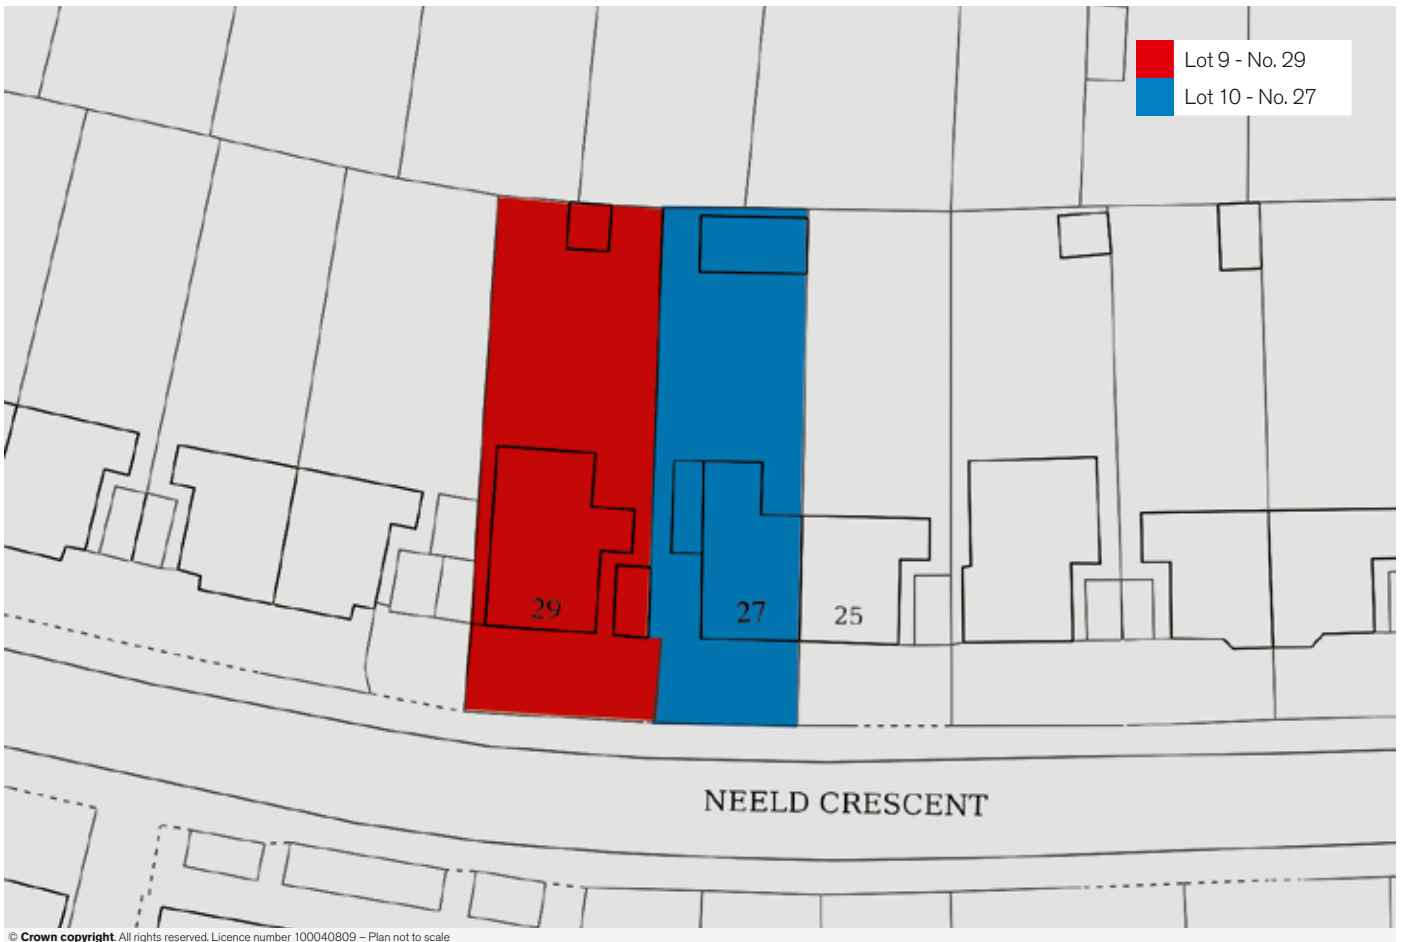 Lot 9 - No. 29
Lot 10 - No. 27
29
27
25
NEELD CRESCENT
© Crown copyright. All rights reserved. Licence number 100040809 – Plan not to scale